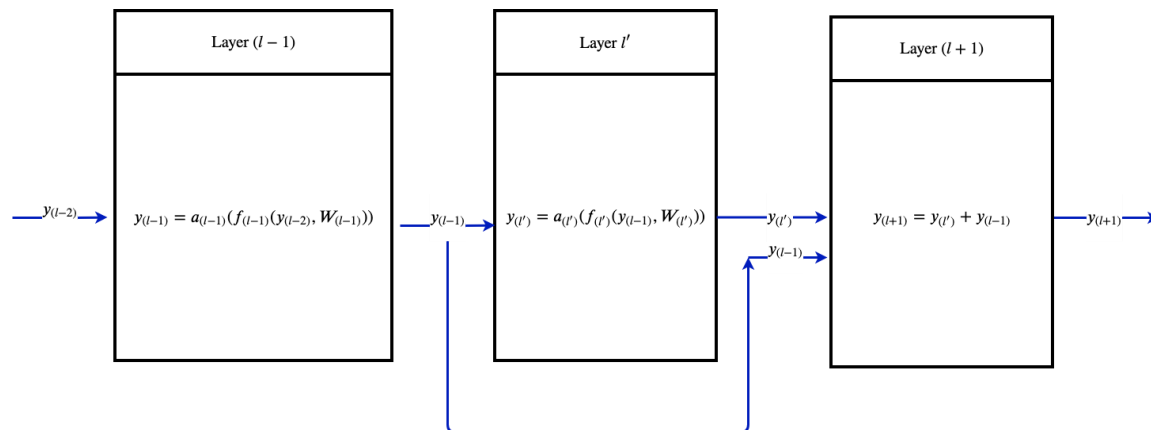 Layer (l − 1)
Layer l′
Layer (l + 1)
y(l−2)
y(l−1) = a(l−1)(f(l−1)(y(l−2), W(l−1)))
y(l−1)
y(l′) = a(l′)(f(l′)(y(l−1), W(l′)))
y(l′)
y(l−1)
y(l+1) = y(l′) + y(l−1)
y(l+1)